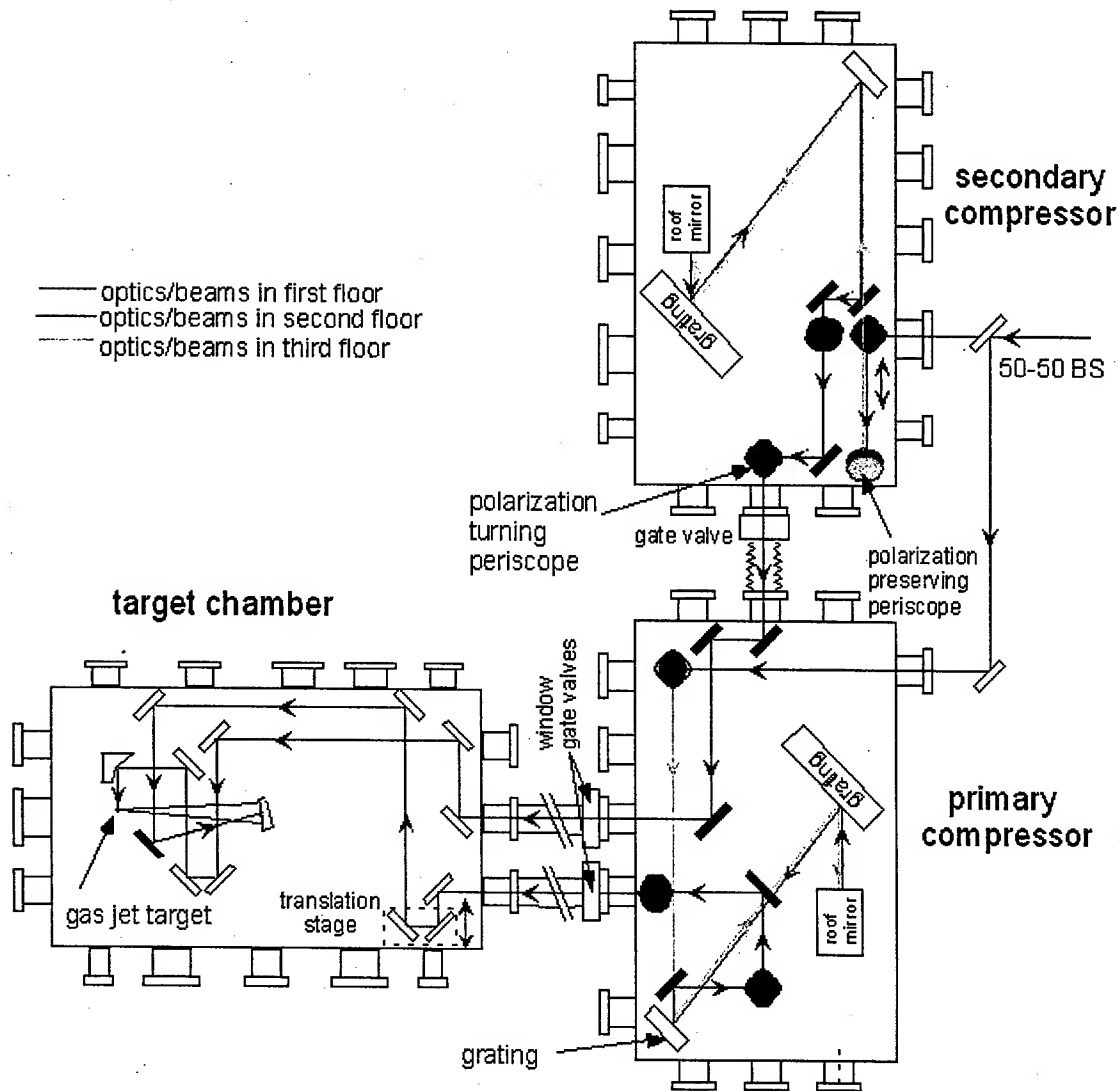 secondary
compressor
roof
mirror
grating
optics/beams in first floor
optics/beams in second floor
optics/beams in third floor
50-50 BS
polarization
turning
periscope
gate valve
polarization
preserving
periscope
target chamber
window
gate valves
grating
primary
compressor
roof
mirror
gas jet target
translation
stage
grating